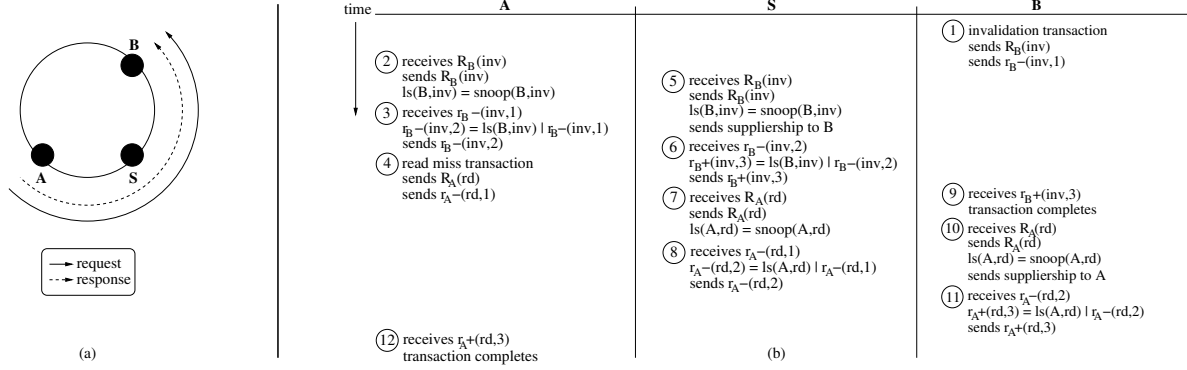 B
A
S
request
response
(a)
time
A
S
B
1 invalidation transaction
sends R_B(inv)
sends r_B−(inv,1)
2 receives R_B(inv)
sends R_B(inv)
ls(B,inv) = snoop(B,inv)
3 receives r_B−(inv,1)
r_B−(inv,2) = ls(B,inv) | r_B−(inv,1)
sends r_B−(inv,2)
4 read miss transaction
sends R_A(rd)
sends r_A−(rd,1)
5 receives R_B(inv)
sends R_B(inv)
ls(B,inv) = snoop(B,inv)
sends suppliership to B
6 receives r_B−(inv,2)
r_B+(inv,3) = ls(B,inv) | r_B−(inv,2)
sends r_B+(inv,3)
7 receives R_A(rd)
sends R_A(rd)
ls(A,rd) = snoop(A,rd)
8 receives r_A−(rd,1)
r_A−(rd,2) = ls(A,rd) | r_A−(rd,1)
sends r_A−(rd,2)
9 receives r_B+(inv,3)
transaction completes
10 receives R_A(rd)
sends R_A(rd)
ls(A,rd) = snoop(A,rd)
sends suppliership to A
11 receives r_A−(rd,2)
r_A+(rd,3) = ls(A,rd) | r_A−(rd,2)
sends r_A+(rd,3)
12 receives r_A+(rd,3)
transaction completes
(b)